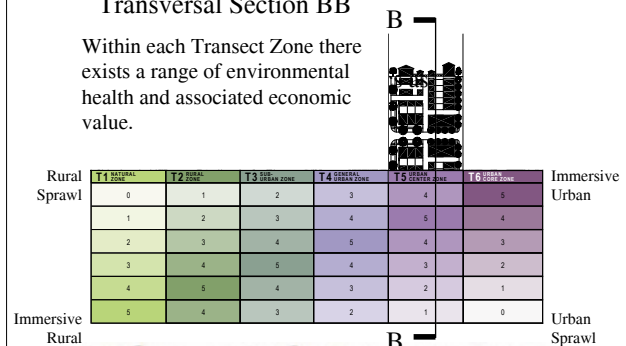 Transversal Section BB
B
Within each Transect Zone there
exists a range of environmental
health and associated economic
value.
Rural
Sprawl
T1 NATURAL ZONE T2 RURAL ZONE T3 SUB-URBAN ZONE T4 GENERAL URBAN ZONE T5 URBAN CENTER ZONE T6 URBAN CORE ZONE
Immersive
Urban
0 1 2 3 4 5
1 2 3 4 5 4
2 3 4 5 4 3
3 4 5 4 3 2
4 5 4 3 2 1
5 4 3 2 1 0
Immersive
Rural
Urban
Sprawl
B